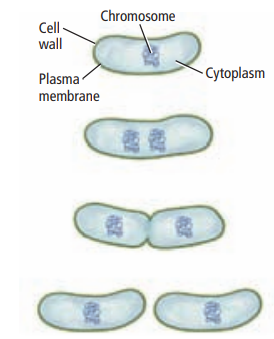 Chromosome
Cell
wall
Cytoplasm
Plasma
membrane